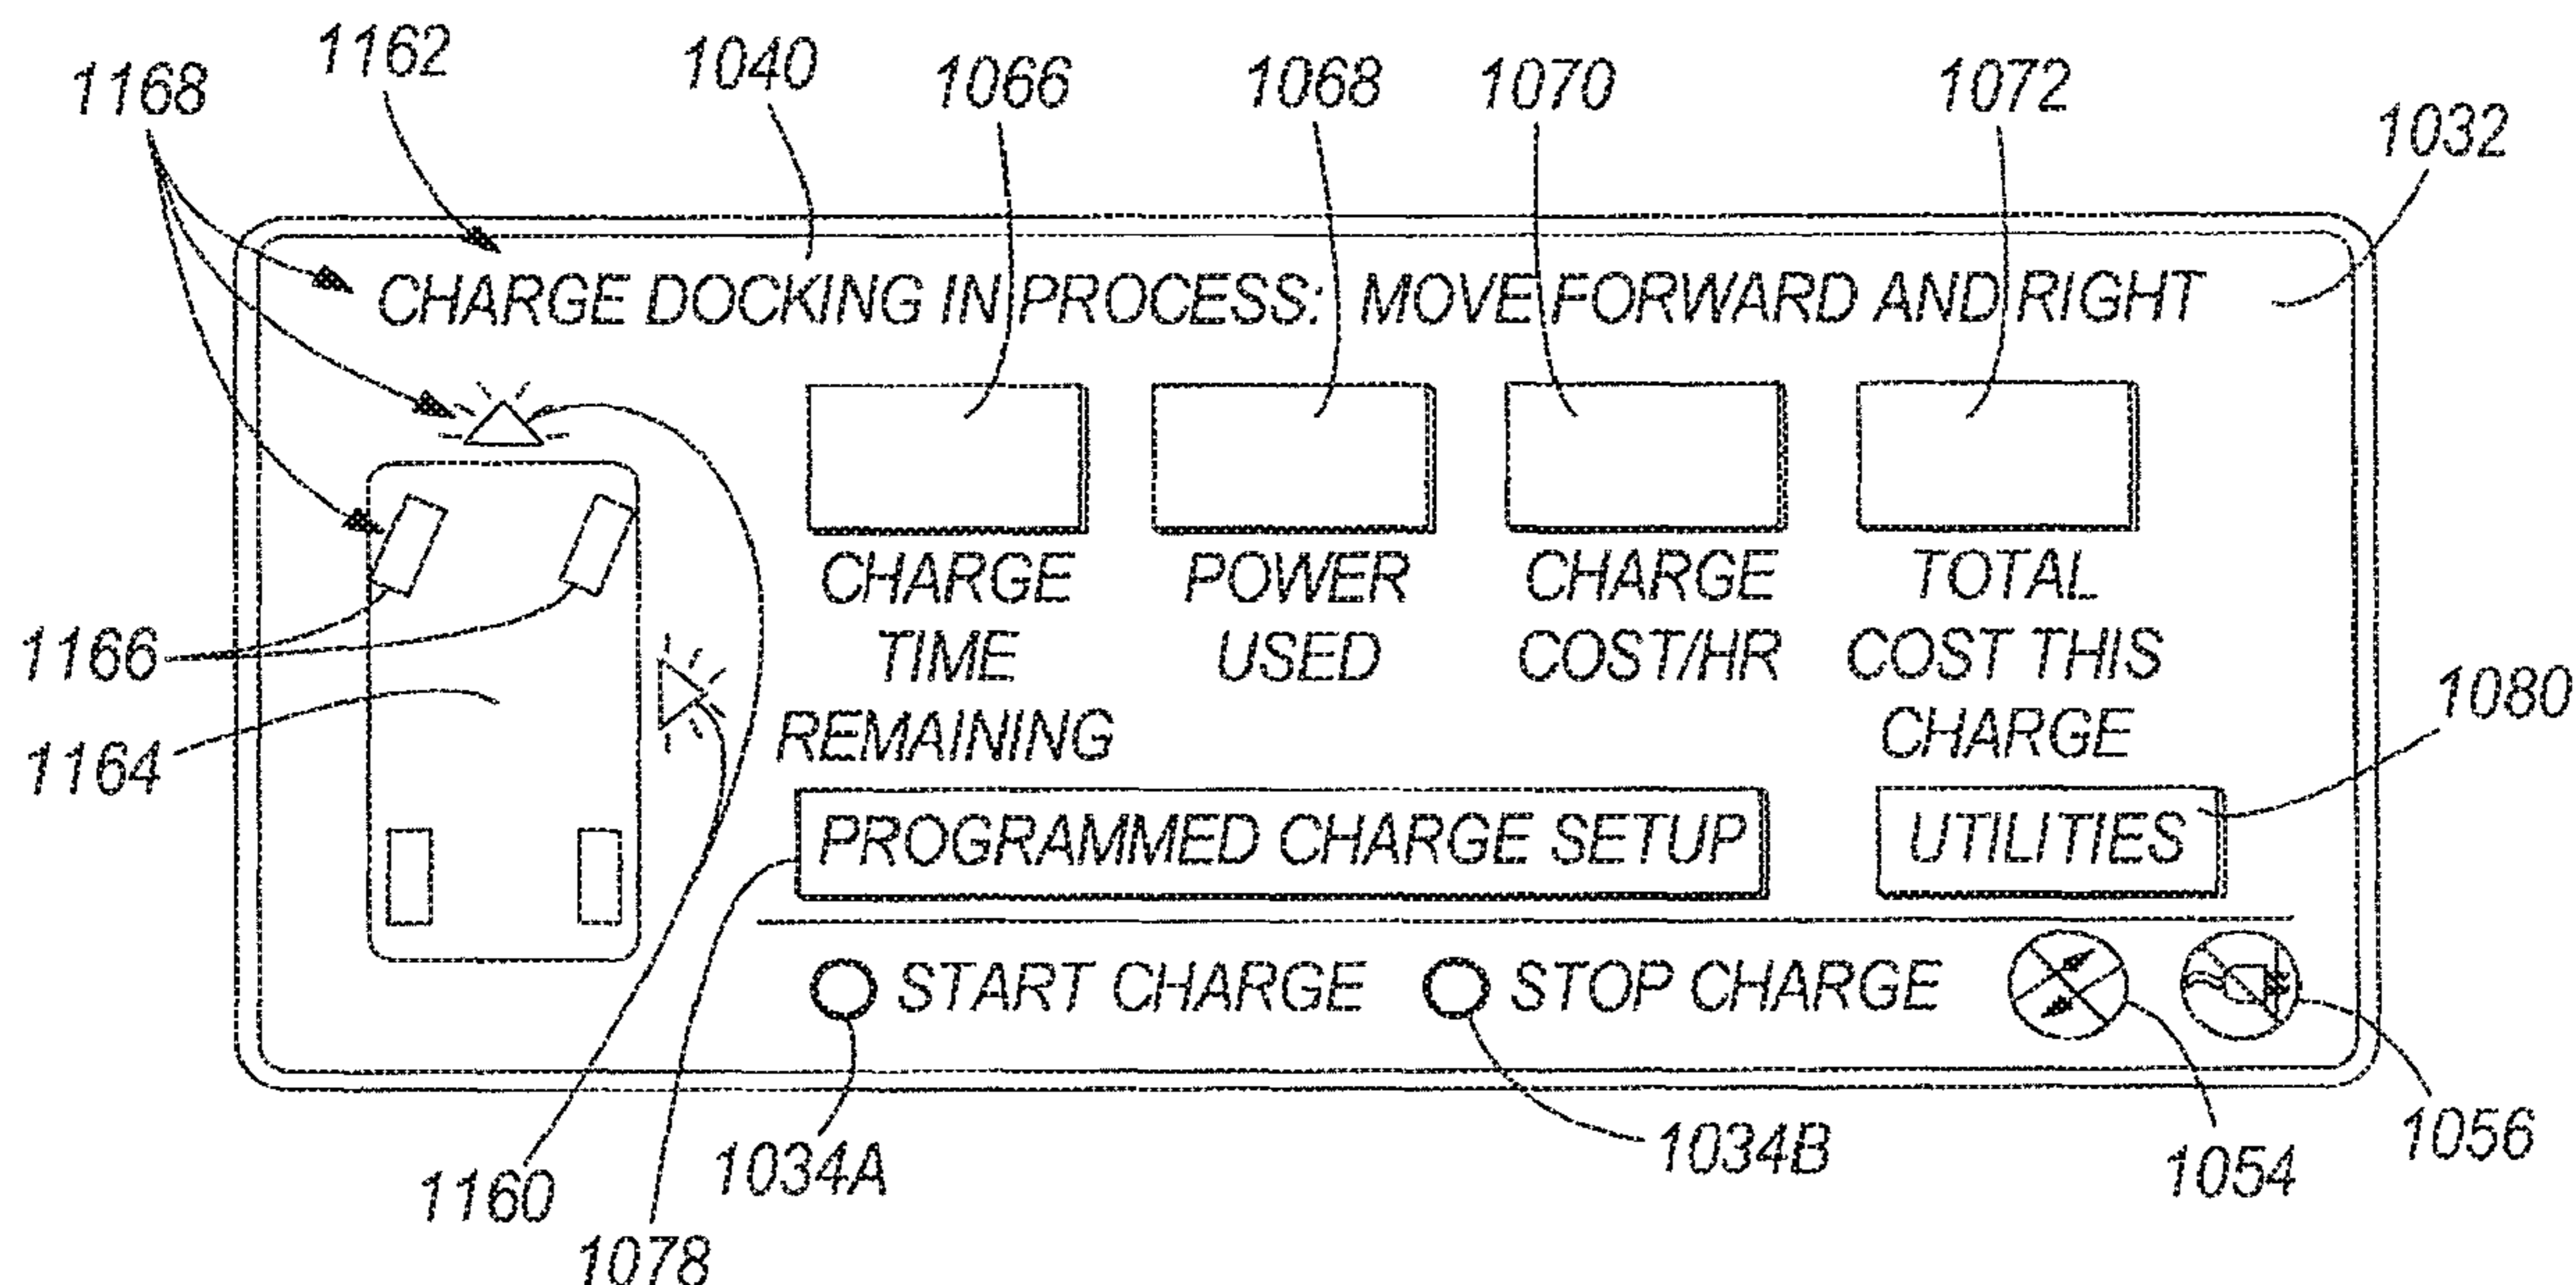 1168 1162 1040 1066 1068 1070 1072 1032
CHARGE DOCKING IN PROCESS: MOVE FORWARD AND RIGHT
CHARGE TIME REMAINING
POWER USED
CHARGE COST/HR
TOTAL COST THIS CHARGE
1166
1164
1080
PROGRAMMED CHARGE SETUP
UTILITIES
START CHARGE
STOP CHARGE
1160
1078
1034A
1034B
1054
1056